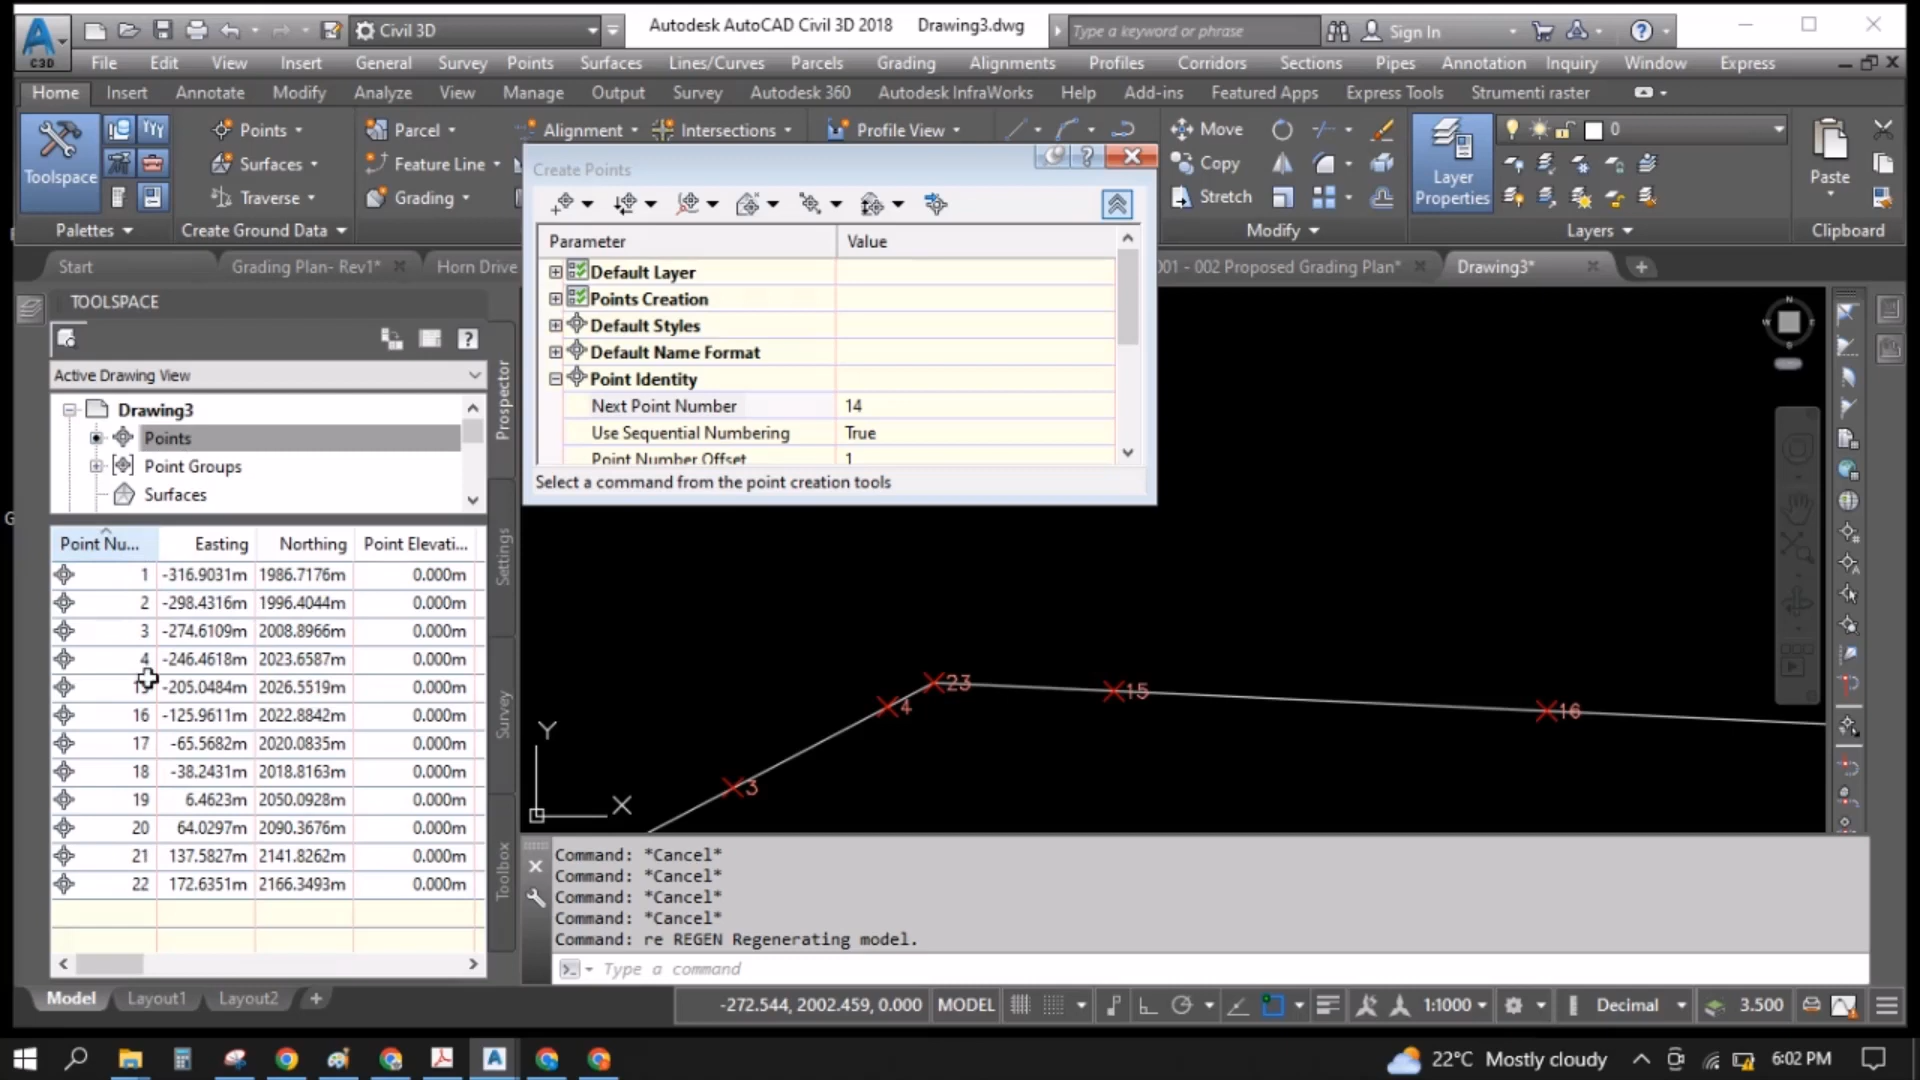 Civil 3D
Autodesk AutoCAD Civil 3D 2018 Drawing3.dwg
Type a keyword or phrase
Sign In
C3D
File Edit View Insert General Survey Points Surfaces Lines/Curves Parcels Grading Alignments Profiles Corridors Sections Pipes Annotation Inquiry Window Express
Home Insert Annotate Modify Analyze View Manage Output Survey Autodesk 360 Autodesk InfraWorks Help Add-ins Featured Apps Express Tools Strumenti raster
Points Parcel Alignment Intersections Profile View Move 0
Toolspace Surfaces Feature Line Copy Layer Properties Paste
Traverse Grading Stretch
Palettes Create Ground Data Modify Layers Clipboard
Start Grading Plan- Rev1* Horn Drive 001 - 002 Proposed Grading Plan* Drawing3*
Create Points
Parameter Value
Default Layer
Points Creation
Default Styles
Default Name Format
Point Identity
Next Point Number 14
Use Sequential Numbering True
Point Number Offset 1
Select a command from the point creation tools
TOOLSPACE
Active Drawing View
Drawing3
Points
Point Groups
Surfaces
Prospector
Settings
Survey
Toolbox
Point Nu... Easting Northing Point Elevati...
1 -316.9031m 1986.7176m 0.000m
2 -298.4316m 1996.4044m 0.000m
3 -274.6109m 2008.8966m 0.000m
4 -246.4618m 2023.6587m 0.000m
15 -205.0484m 2026.5519m 0.000m
16 -125.9611m 2022.8842m 0.000m
17 -65.5682m 2020.0835m 0.000m
18 -38.2431m 2018.8163m 0.000m
19 6.4623m 2050.0928m 0.000m
20 64.0297m 2090.3676m 0.000m
21 137.5827m 2141.8262m 0.000m
22 172.6351m 2166.3493m 0.000m
23
15
4
16
3
Y
X
N
W
Command: *Cancel*
Command: *Cancel*
Command: *Cancel*
Command: *Cancel*
Command: re REGEN Regenerating model.
Type a command
Model Layout1 Layout2 +
-272.544, 2002.459, 0.000 MODEL 1:1000 Decimal 3.500
22°C Mostly cloudy 6:02 PM